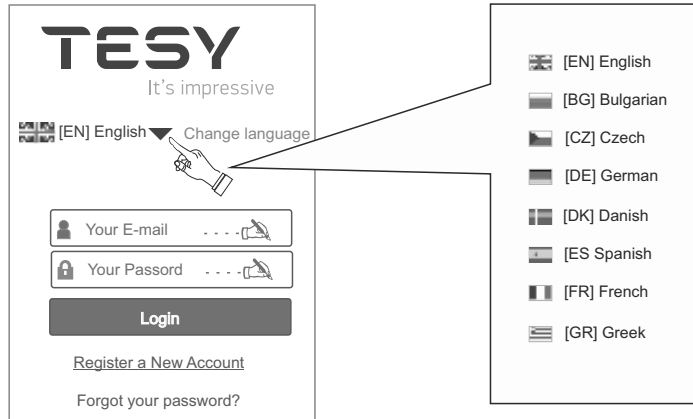 TESY
It's impressive
[EN] English Change language
Your E-mail
Your Passord
Login
Register a New Account
Forgot your password?
[EN] English
[BG] Bulgarian
[CZ] Czech
[DE] German
[DK] Danish
[ES Spanish
[FR] French
[GR] Greek